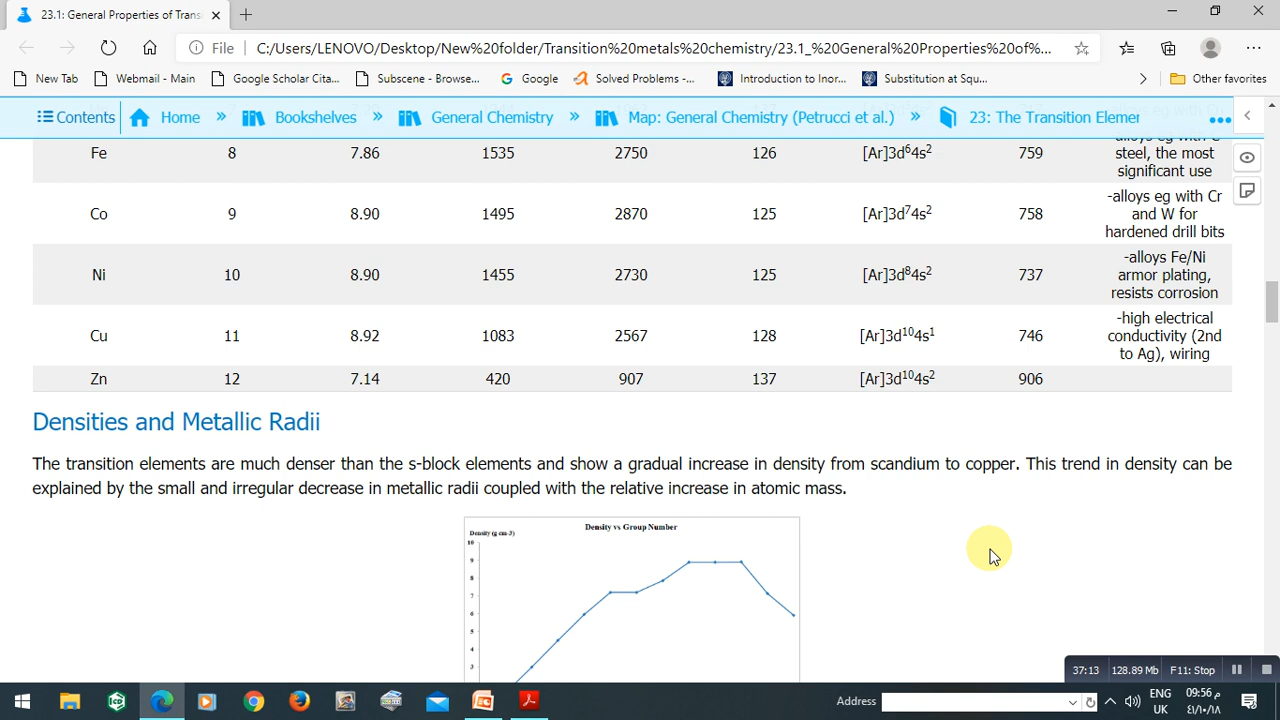 23.1: General Properties of Trans
File C:/Users/LENOVO/Desktop/New%20folder/Transition%20metals%20chemistry/23.1_%20General%20Properties%20of%...
New Tab Webmail - Main Google Scholar Cita... Subscene - Browse... Google Solved Problems -... Introduction to Inor... Substitution at Squ... Other favorites
Contents Home » Bookshelves » General Chemistry » Map: General Chemistry (Petrucci et al.) » 23: The Transition Elemer
Fe 8 7.86 1535 2750 126 [Ar]3d⁶4s² 759 steel, the most
significant use
Co 9 8.90 1495 2870 125 [Ar]3d⁷4s² 758 -alloys eg with Cr
and W for
hardened drill bits
Ni 10 8.90 1455 2730 125 [Ar]3d⁸4s² 737 -alloys Fe/Ni
armor plating,
resists corrosion
Cu 11 8.92 1083 2567 128 [Ar]3d¹⁰4s¹ 746 -high electrical
conductivity (2nd
to Ag), wiring
Zn 12 7.14 420 907 137 [Ar]3d¹⁰4s² 906
Densities and Metallic Radii
The transition elements are much denser than the s-block elements and show a gradual increase in density from scandium to copper. This trend in density can be
explained by the small and irregular decrease in metallic radii coupled with the relative increase in atomic mass.
Density vs Group Number
Density (g cm-3)
10
9
8
7
6
5
4
3
37:13 128.89 Mb F11: Stop
Address
ENG
UK
09:56 م
٤١/١٠/١٨